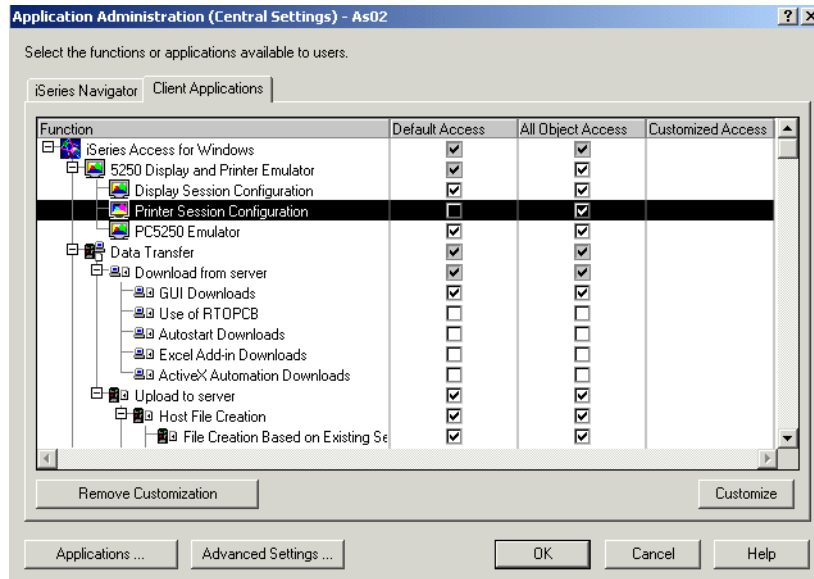 Application Administration (Central Settings) - As02
Select the functions or applications available to users.
iSeries Navigator Client Applications
Function Default Access All Object Access Customized Access
iSeries Access for Windows
5250 Display and Printer Emulator
Display Session Configuration
Printer Session Configuration
PC5250 Emulator
Data Transfer
Download from server
GUI Downloads
Use of RTOPCB
Autostart Downloads
Excel Add-in Downloads
ActiveX Automation Downloads
Upload to server
Host File Creation
File Creation Based on Existing Se
Remove Customization Customize
Applications ... Advanced Settings ... OK Cancel Help